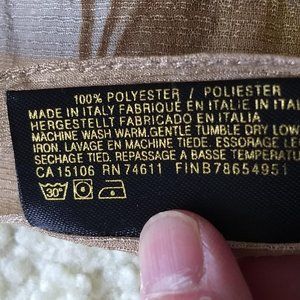 100% POLYESTER / POLIESTER
MADE IN ITALY FABRIQUÉ EN ITALIE IN ITA
HERGESTELLT FABRICADO EN ITALIA
MACHINE WASH WARM. GENTLE TUMBLE DRY LOW
IRON. LAVAGE EN MACHINE TIEDE. ESSORAGE LE
SECHAGE TIED. REPASSAGE A BASSE TEMPERATU
CA 15106 RN 74611 FINB78654951
30°